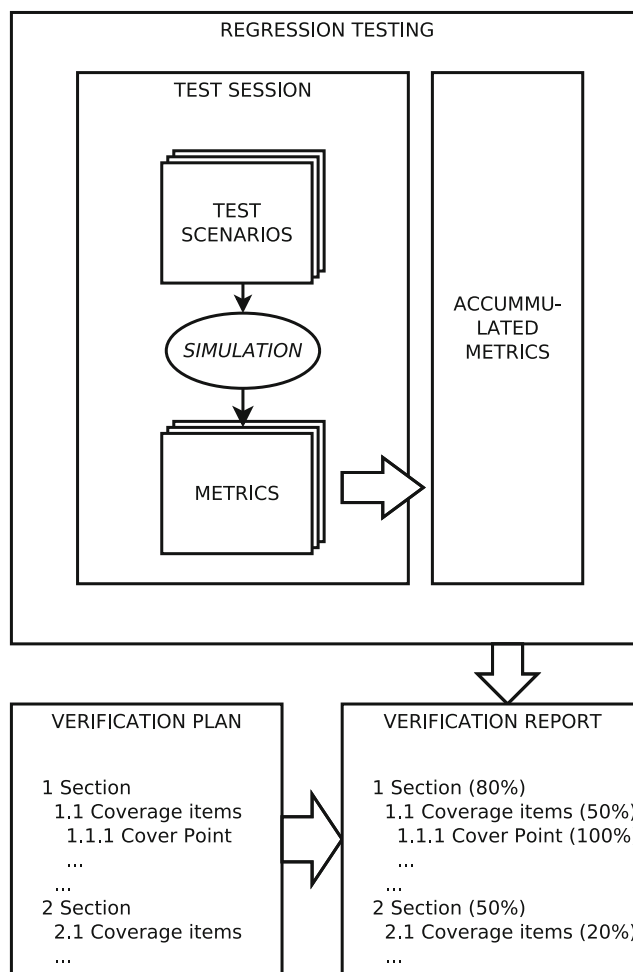 REGRESSION TESTING
TEST SESSION
TEST
SCENARIOS
SIMULATION
METRICS
ACCUMMU-
LATED
METRICS
VERIFICATION PLAN
1 Section
1.1 Coverage items
1.1.1 Cover Point
...
...
2 Section
2.1 Coverage items
...
VERIFICATION REPORT
1 Section (80%)
1.1 Coverage items (50%)
1.1.1 Cover Point (100%
...
...
2 Section (50%)
2.1 Coverage items (20%)
...